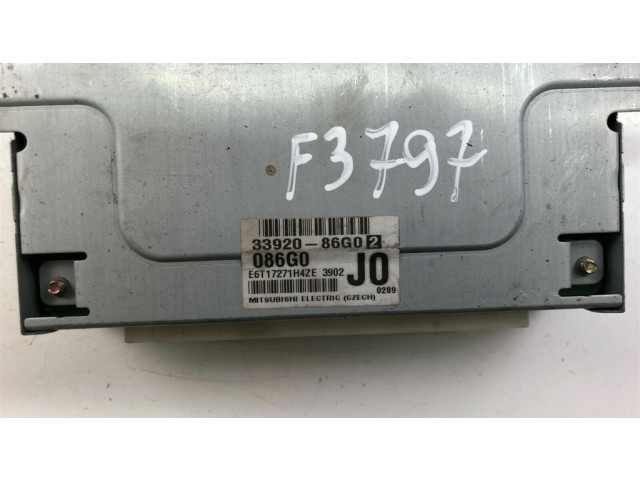 F3797
33920-86G0 2
086G0
E6T17271H4ZE 3902
J0
0289
MITSUBISHI ELECTRIC (CZECH)